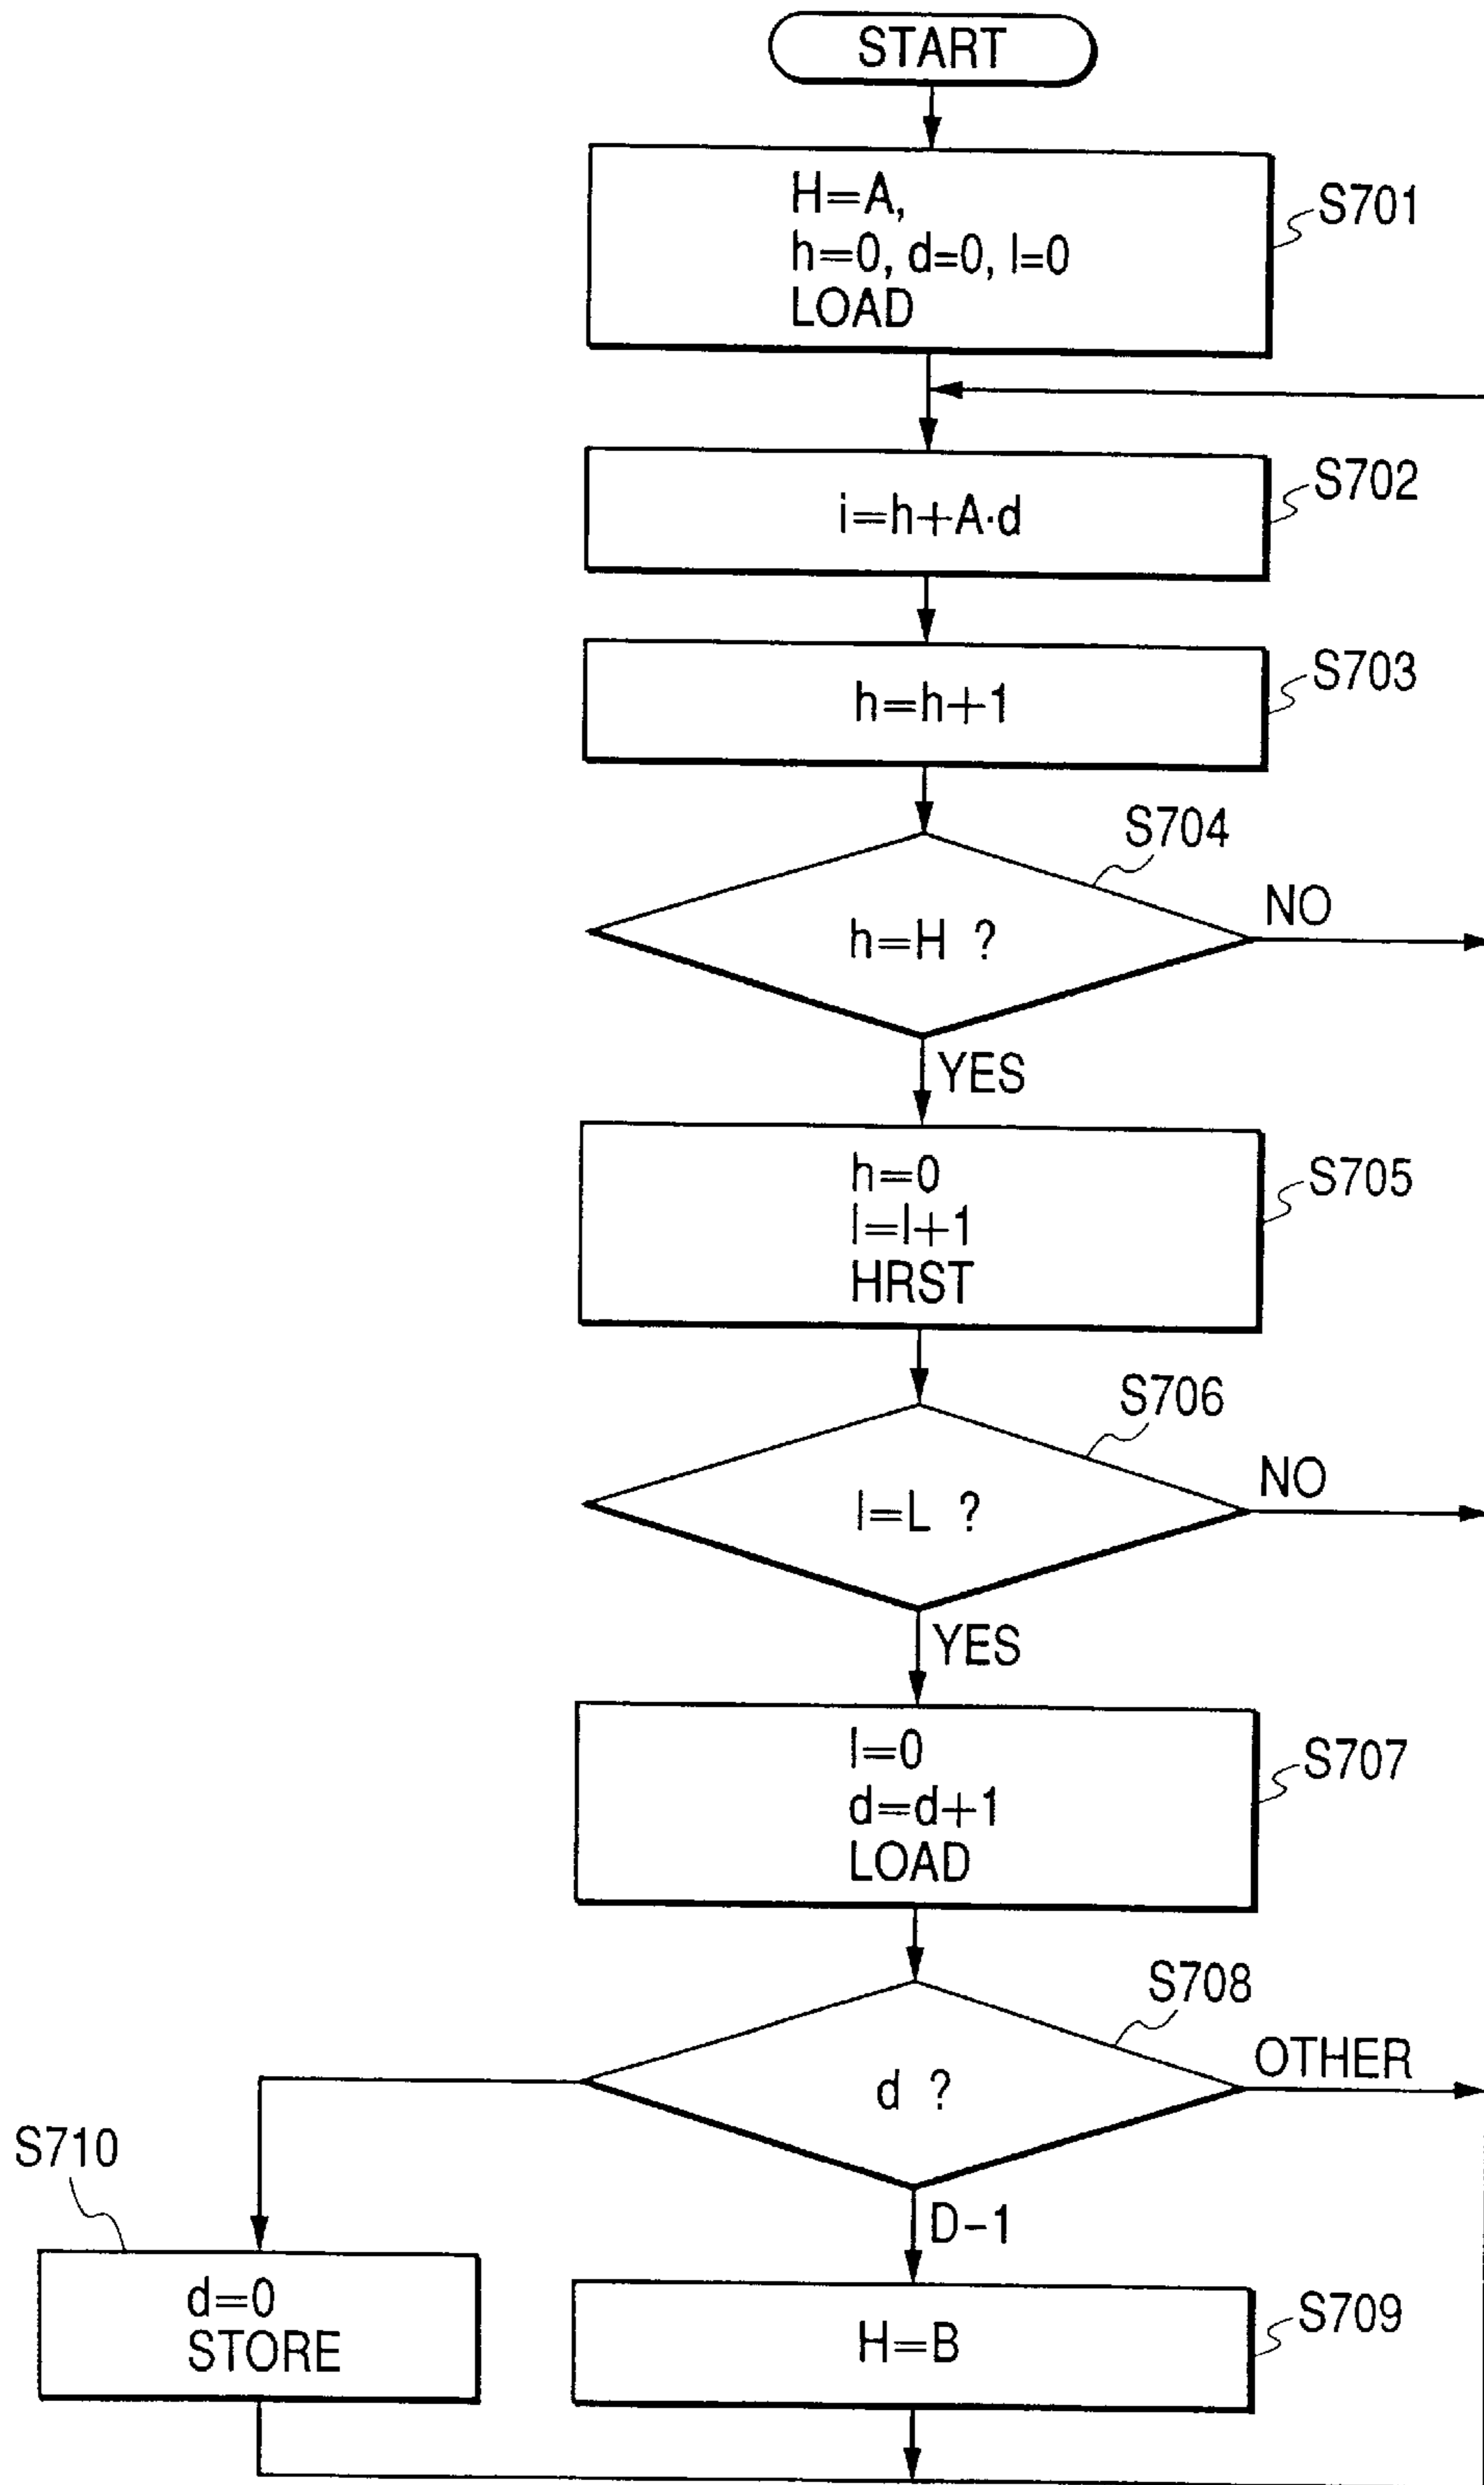 START
H=A,
h=0, d=0, l=0
LOAD
S701
i=h+A·d
S702
h=h+1
S703
S704
h=H ?
NO
YES
h=0
l=l+1
HRST
S705
S706
l=L ?
NO
YES
l=0
d=d+1
LOAD
S707
S708
d ?
OTHER
D-1
S710
d=0
STORE
H=B
S709